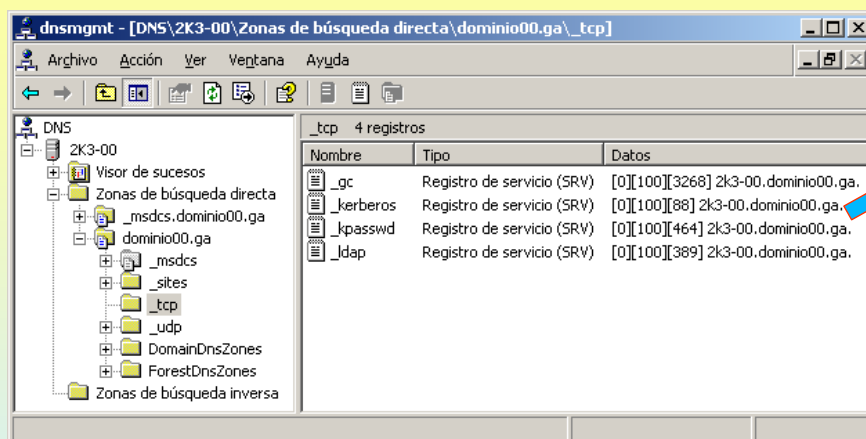 dnsmgmt - [DNS\2K3-00\Zonas de búsqueda directa\dominio00.ga\_tcp]
Archivo Acción Ver Ventana Ayuda
DNS
2K3-00
Visor de sucesos
Zonas de búsqueda directa
_msdcs.dominio00.ga
dominio00.ga
_msdcs
_sites
_tcp
_udp
DomainDnsZones
ForestDnsZones
Zonas de búsqueda inversa
_tcp 4 registros
Nombre Tipo Datos
_gc Registro de servicio (SRV) [0][100][3268] 2k3-00.dominio00.ga.
_kerberos Registro de servicio (SRV) [0][100][88] 2k3-00.dominio00.ga.
_kpasswd Registro de servicio (SRV) [0][100][464] 2k3-00.dominio00.ga.
_ldap Registro de servicio (SRV) [0][100][389] 2k3-00.dominio00.ga.